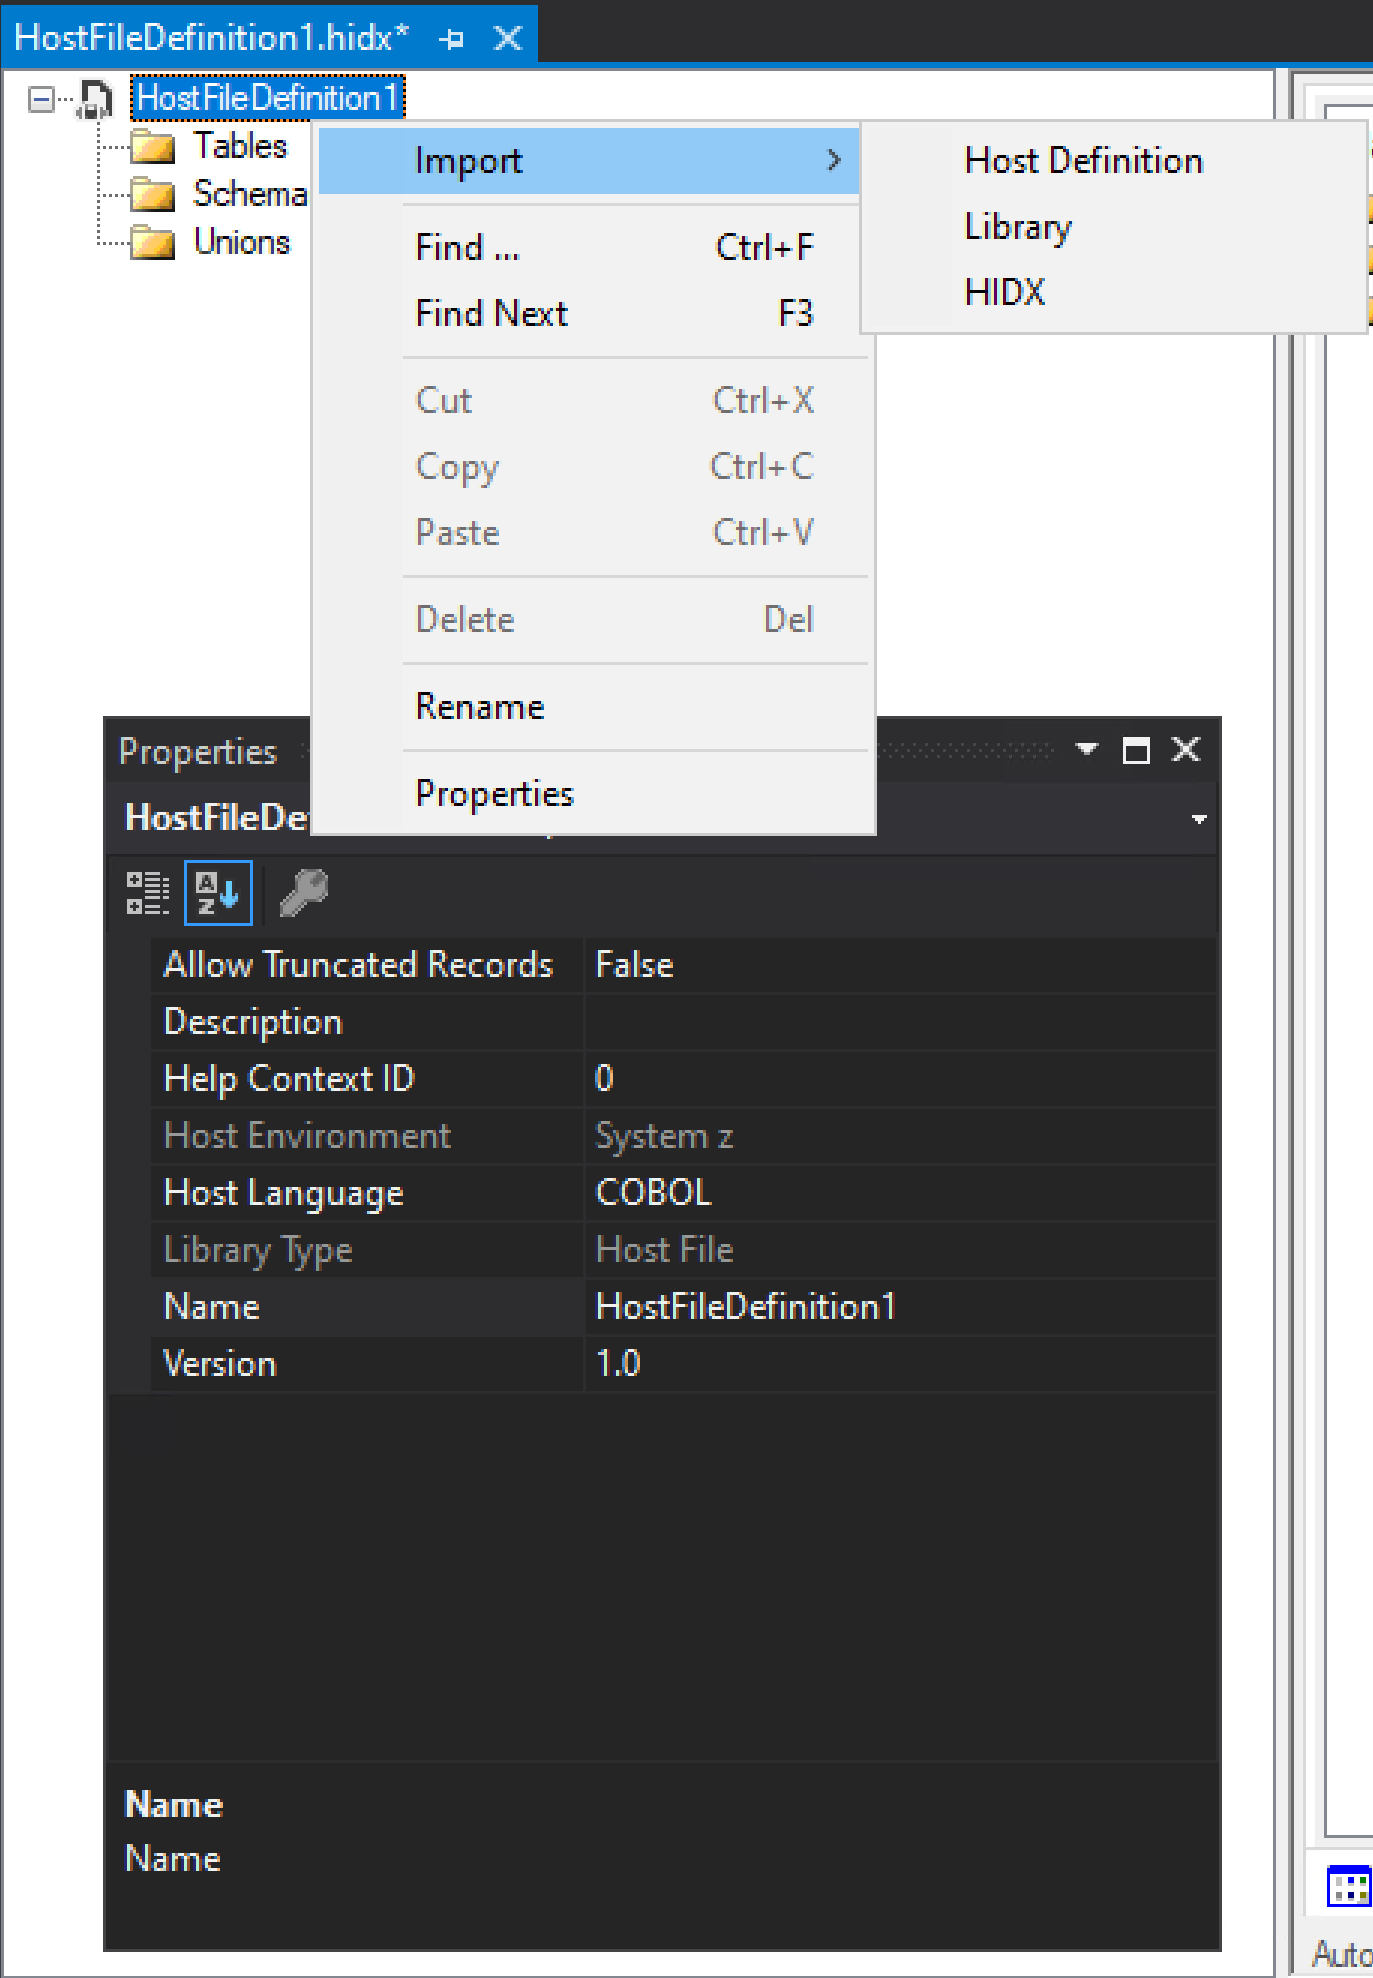 HostFileDefinition1.hidx*
HostFileDefinition1
Tables
Schema
Unions
Import
Find ... Ctrl+F
Find Next F3
Cut Ctrl+X
Copy Ctrl+C
Paste Ctrl+V
Delete Del
Rename
Properties
Host Definition
Library
HIDX
Properties
HostFileDe
Allow Truncated Records False
Description
Help Context ID 0
Host Environment System z
Host Language COBOL
Library Type Host File
Name HostFileDefinition1
Version 1.0
Name
Name
Auto